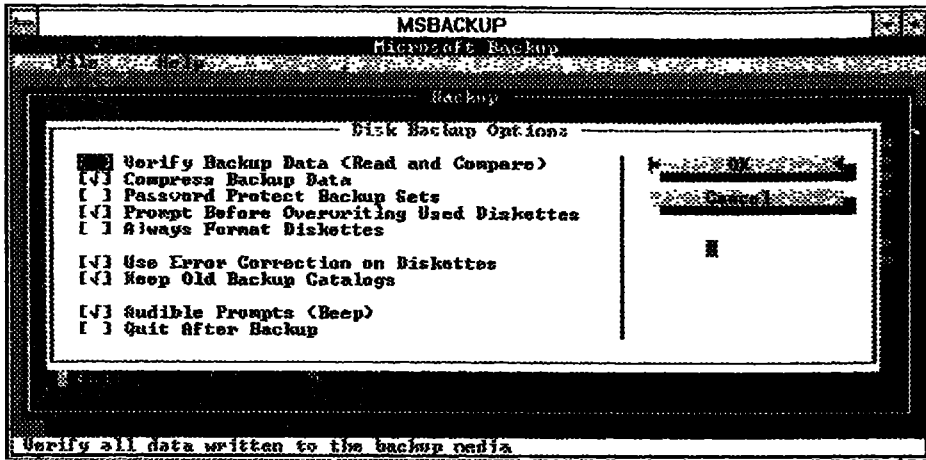 MSBACKUP
Microsoft Backup
File Help
Backup
Disk Backup Options
Verify Backup Data (Read and Compare)
[√] Compress Backup Data
[ ] Password Protect Backup Sets
[√] Prompt Before Overwriting Used Diskettes
[ ] Always Format Diskettes
[√] Use Error Correction on Diskettes
[√] Keep Old Backup Catalogs
[√] Audible Prompts (Beep)
[ ] Quit After Backup
OK
Cancel
Verify all data written to the backup media